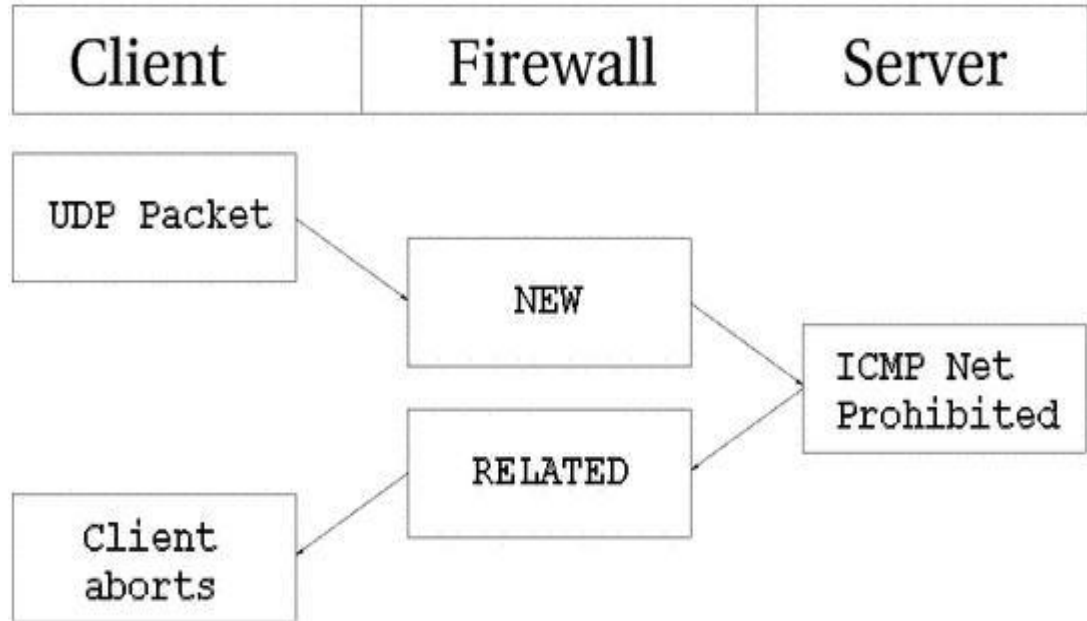 Client Firewall Server
UDP Packet
NEW
ICMP Net
Prohibited
RELATED
Client
aborts